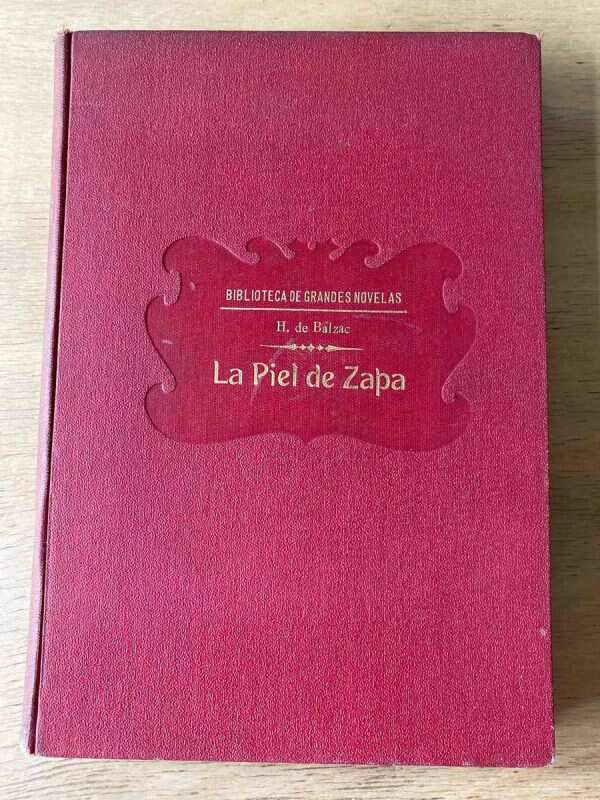 BIBLIOTECA DE GRANDES NOVELAS
H. de Balzac
La Piel de Zapa